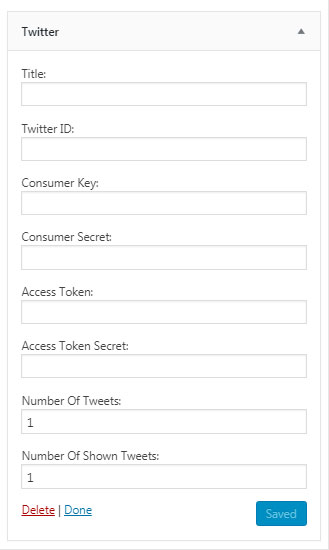 Twitter
Title:
Twitter ID:
Consumer Key:
Consumer Secret:
Access Token:
Access Token Secret:
Number Of Tweets:
1
Number Of Shown Tweets:
1
Delete | Done
Saved